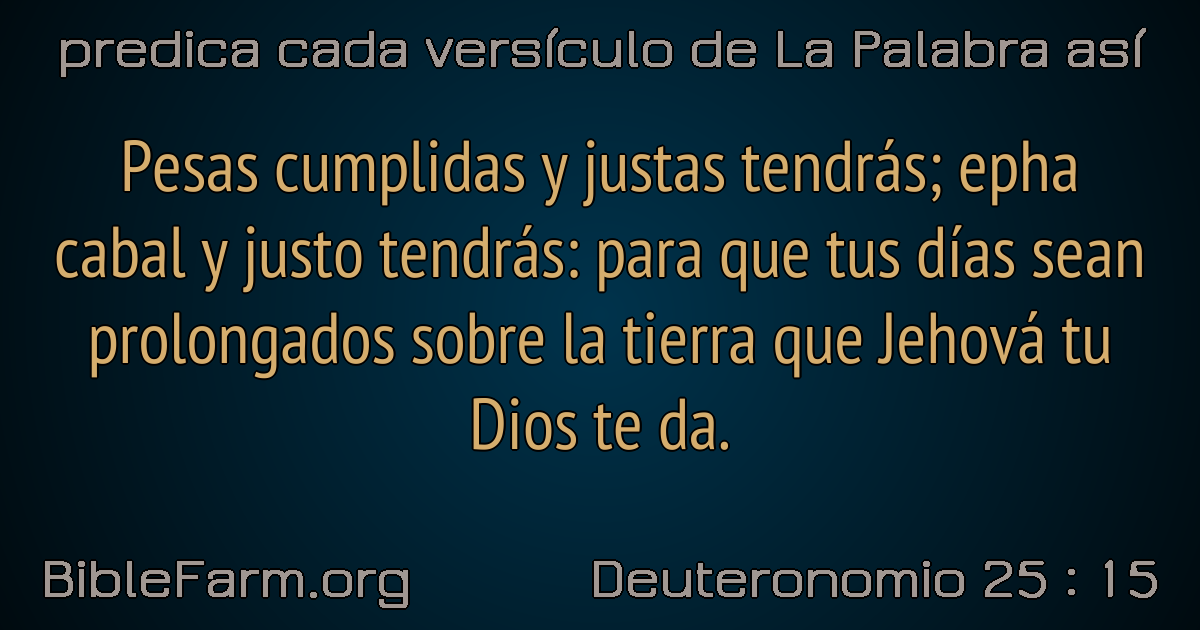 predica cada versículo de La Palabra así
Pesas cumplidas y justas tendrás; epha
cabal y justo tendrás: para que tus días sean
prolongados sobre la tierra que Jehová tu
Dios te da.
BibleFarm.org
Deuteronomio 25 : 15